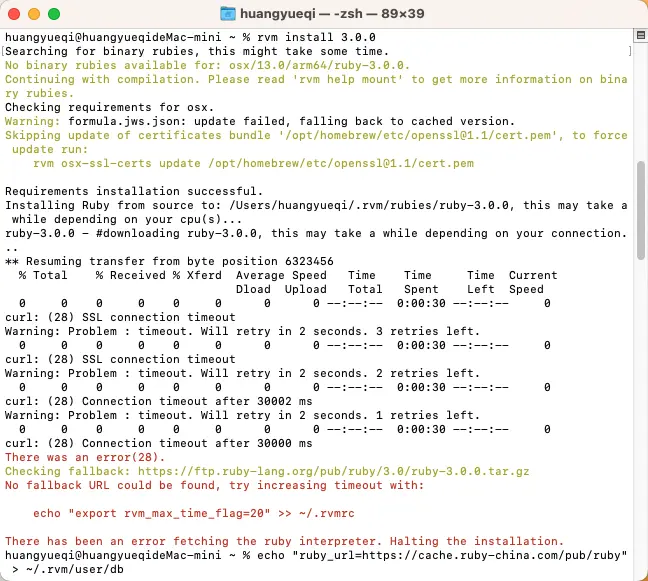 huangyueqi — -zsh — 89×39
huangyueqi@huangyueqideMac-mini ~ % rvm install 3.0.0
[Searching for binary rubies, this might take some time. ]
No binary rubies available for: osx/13.0/arm64/ruby-3.0.0.
Continuing with compilation. Please read 'rvm help mount' to get more information on bina
ry rubies.
Checking requirements for osx.
Warning: formula.jws.json: update failed, falling back to cached version.
Skipping update of certificates bundle '/opt/homebrew/etc/openssl@1.1/cert.pem', to force
 update run:
    rvm osx-ssl-certs update /opt/homebrew/etc/openssl@1.1/cert.pem
Requirements installation successful.
Installing Ruby from source to: /Users/huangyueqi/.rvm/rubies/ruby-3.0.0, this may take a
 while depending on your cpu(s)...
ruby-3.0.0 - #downloading ruby-3.0.0, this may take a while depending on your connection.
..
** Resuming transfer from byte position 6323456
  % Total    % Received % Xferd  Average Speed   Time    Time     Time  Current
                                 Dload  Upload   Total   Spent    Left  Speed
  0     0    0     0    0     0      0      0 --:--:--  0:00:30 --:--:--     0
curl: (28) SSL connection timeout
Warning: Problem : timeout. Will retry in 2 seconds. 3 retries left.
  0     0    0     0    0     0      0      0 --:--:--  0:00:30 --:--:--     0
curl: (28) SSL connection timeout
Warning: Problem : timeout. Will retry in 2 seconds. 2 retries left.
  0     0    0     0    0     0      0      0 --:--:--  0:00:30 --:--:--     0
curl: (28) Connection timeout after 30002 ms
Warning: Problem : timeout. Will retry in 2 seconds. 1 retries left.
  0     0    0     0    0     0      0      0 --:--:--  0:00:30 --:--:--     0
curl: (28) Connection timeout after 30000 ms
There was an error(28).
Checking fallback: https://ftp.ruby-lang.org/pub/ruby/3.0/ruby-3.0.0.tar.gz
No fallback URL could be found, try increasing timeout with:
    echo "export rvm_max_time_flag=20" >> ~/.rvmrc
There has been an error fetching the ruby interpreter. Halting the installation.
huangyueqi@huangyueqideMac-mini ~ % echo "ruby_url=https://cache.ruby-china.com/pub/ruby"
 > ~/.rvm/user/db